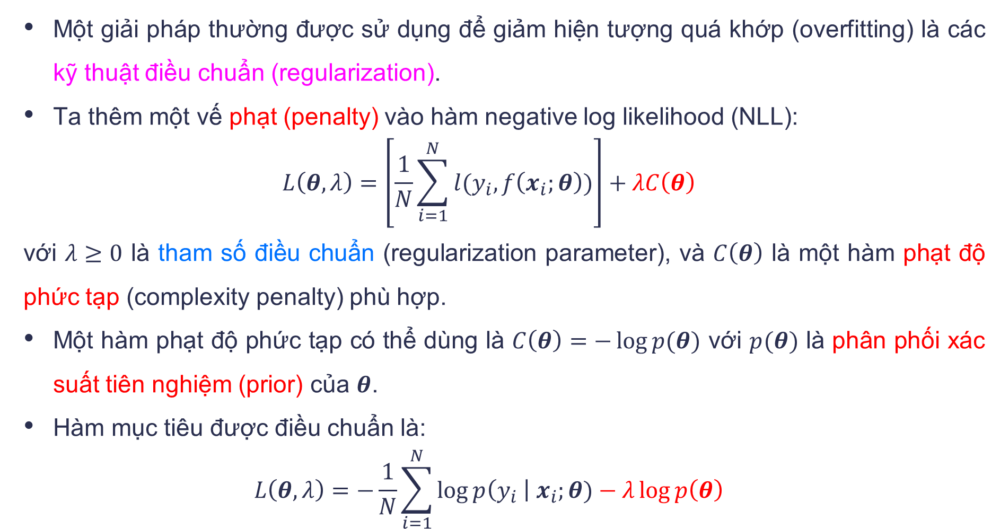 • Một giải pháp thường được sử dụng để giảm hiện tượng quá khớp (overfitting) là các
kỹ thuật điều chuẩn (regularization).
• Ta thêm một vế phạt (penalty) vào hàm negative log likelihood (NLL):
$L(\boldsymbol{\theta}, \lambda) = \left[ \frac{1}{N} \sum_{i=1}^{N} l(y_i, f(\boldsymbol{x}_i; \boldsymbol{\theta})) \right] + \lambda C(\boldsymbol{\theta})$
với $\lambda \geq 0$ là tham số điều chuẩn (regularization parameter), và $C(\boldsymbol{\theta})$ là một hàm phạt độ
phức tạp (complexity penalty) phù hợp.
• Một hàm phạt độ phức tạp có thể dùng là $C(\boldsymbol{\theta}) = -\log p(\boldsymbol{\theta})$ với $p(\boldsymbol{\theta})$ là phân phối xác
suất tiên nghiệm (prior) của $\boldsymbol{\theta}$.
• Hàm mục tiêu được điều chuẩn là:
$L(\boldsymbol{\theta}, \lambda) = -\frac{1}{N} \sum_{i=1}^{N} \log p(y_i \mid \boldsymbol{x}_i; \boldsymbol{\theta}) - \lambda \log p(\boldsymbol{\theta})$